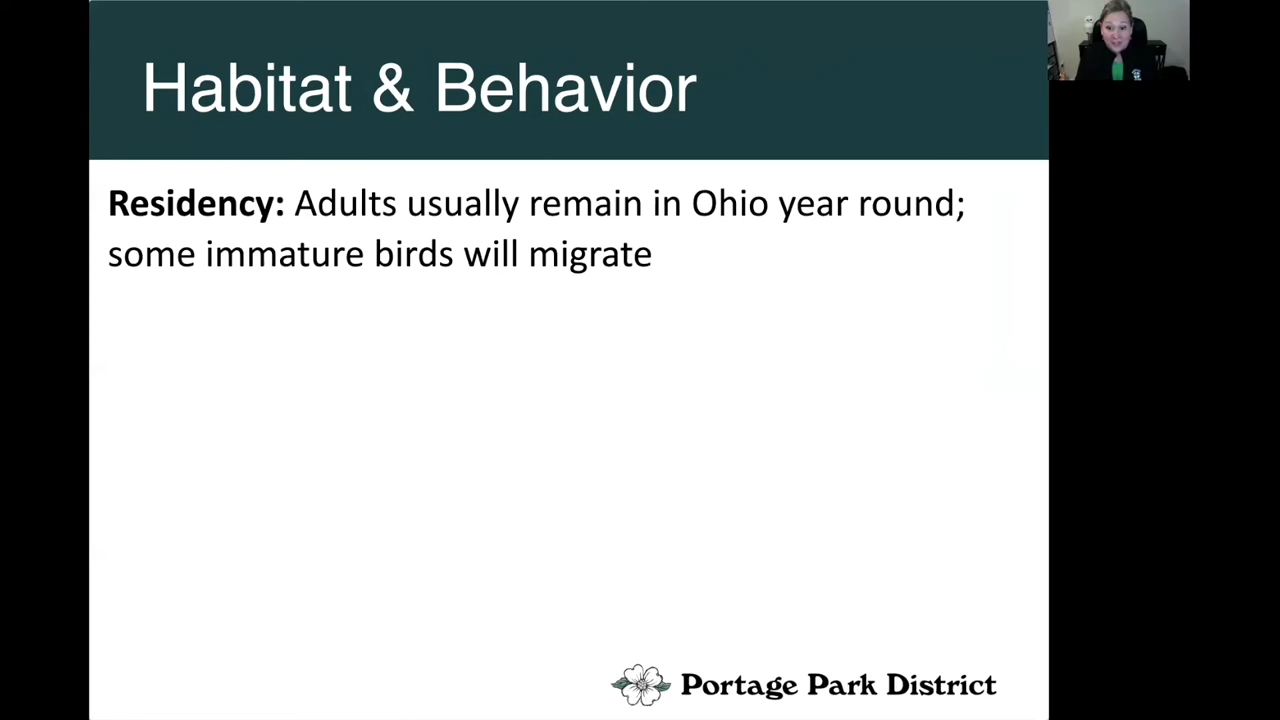 Habitat & Behavior
Residency: Adults usually remain in Ohio year round;
some immature birds will migrate
Portage Park District